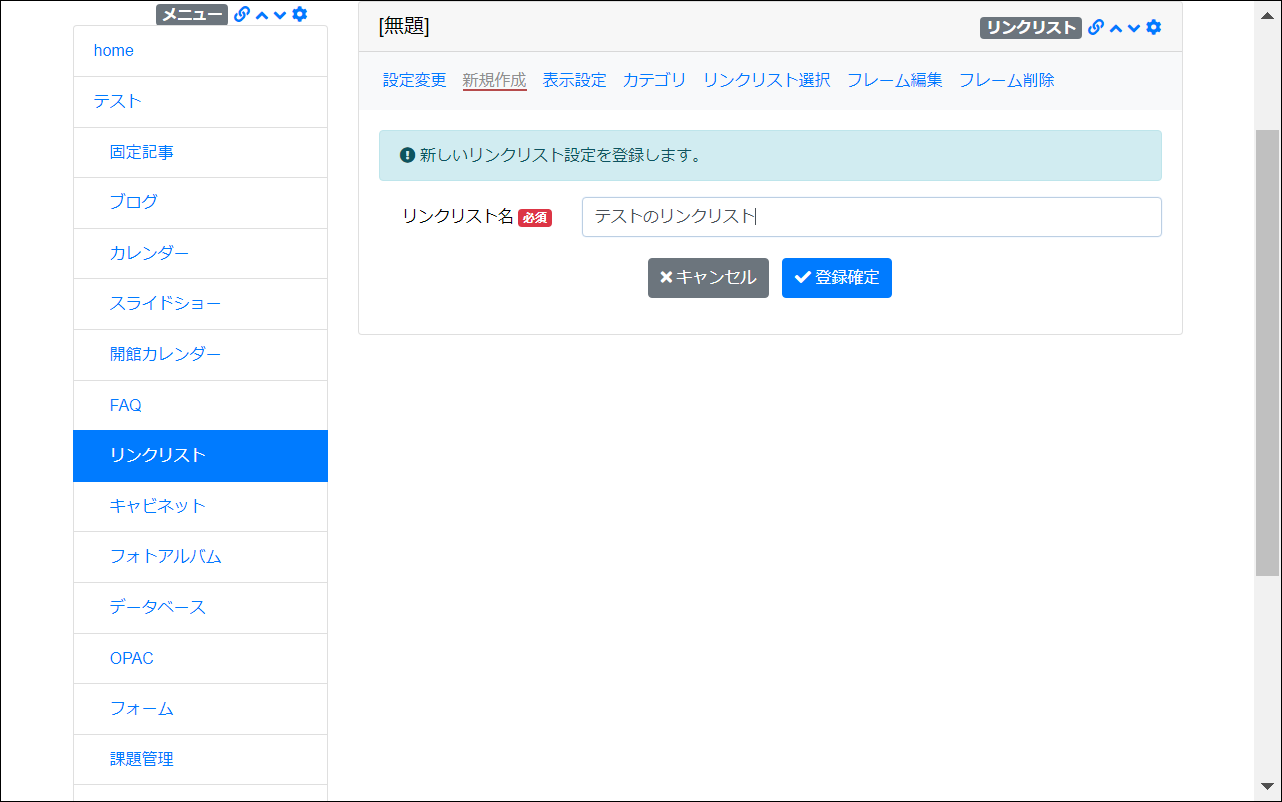 メニュー
home
テスト
固定記事
ブログ
カレンダー
スライドショー
開館カレンダー
FAQ
リンクリスト
キャビネット
フォトアルバム
データベース
OPAC
フォーム
課題管理
[無題]
リンクリスト
設定変更 新規作成 表示設定 カテゴリ リンクリスト選択 フレーム編集 フレーム削除
新しいリンクリスト設定を登録します。
リンクリスト名 必須 テストのリンクリスト
キャンセル 登録確定